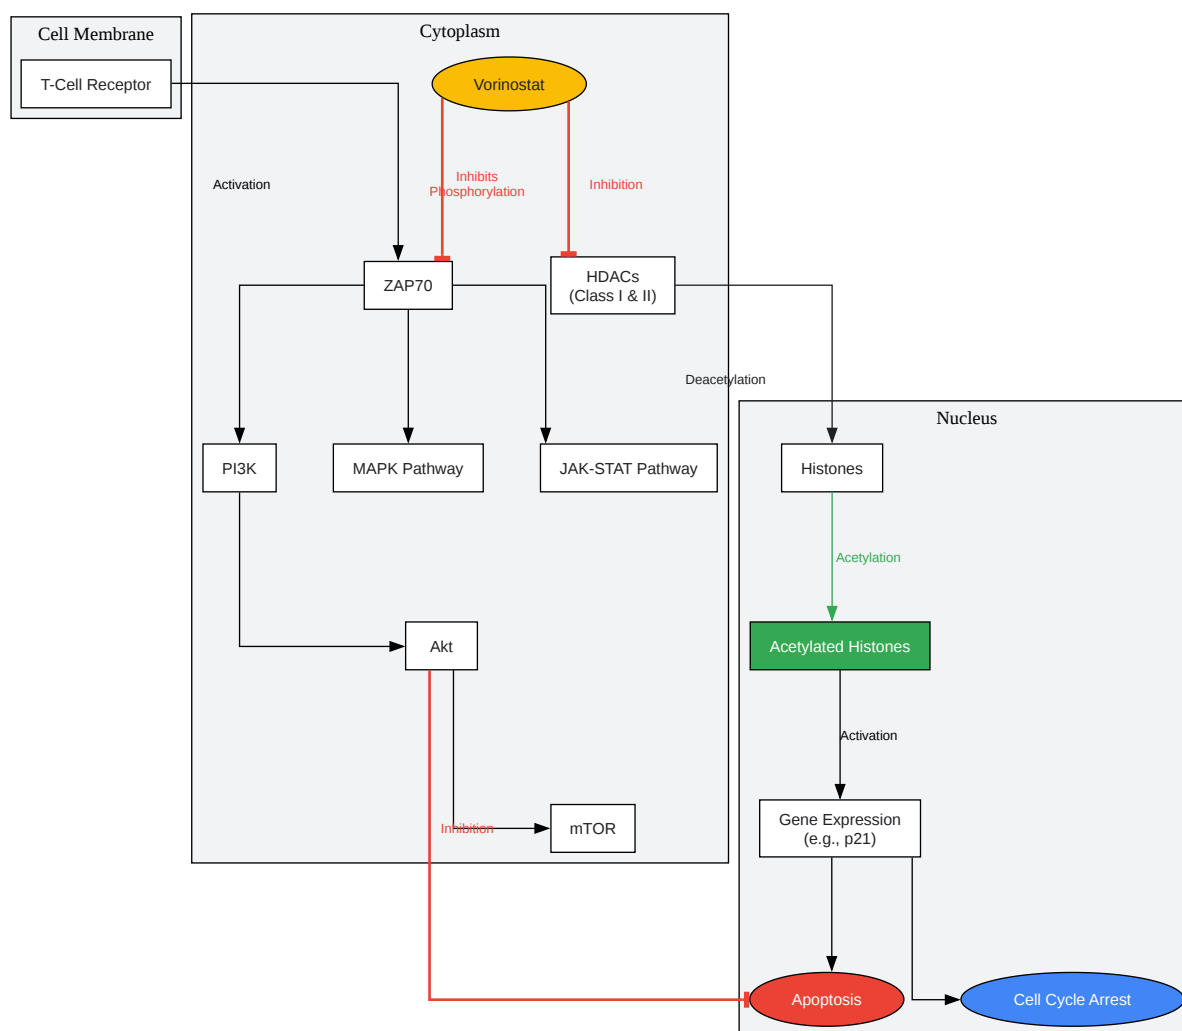 Cell Membrane
T-Cell Receptor
Cytoplasm
Vorinostat
Activation
Inhibits
Phosphorylation
Inhibition
ZAP70
HDACs
(Class I & II)
Deacetylation
Nucleus
PI3K
MAPK Pathway
JAK-STAT Pathway
Histones
Acetylation
Akt
Acetylated Histones
Activation
Gene Expression
(e.g., p21)
Inhibition
mTOR
Apoptosis
Cell Cycle Arrest